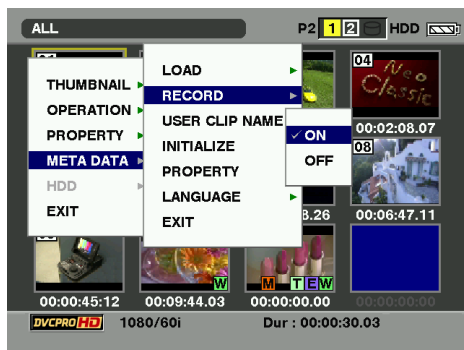 ALL
P2 1 2 HDD
THUMBNAIL
OPERATION
PROPERTY
META DATA
HDD
EXIT
LOAD
RECORD
USER CLIP NAME
INITIALIZE
PROPERTY
LANGUAGE
EXIT
ON
OFF
04
Neo Classic
00:02:08.07
08
8.26
00:06:47.11
W
M T E W
00:00:45:12
00:09:44.03
00:00:00.00
00:00:00:00
DVCPRO HD
1080/60i
Dur : 00:00:30.03